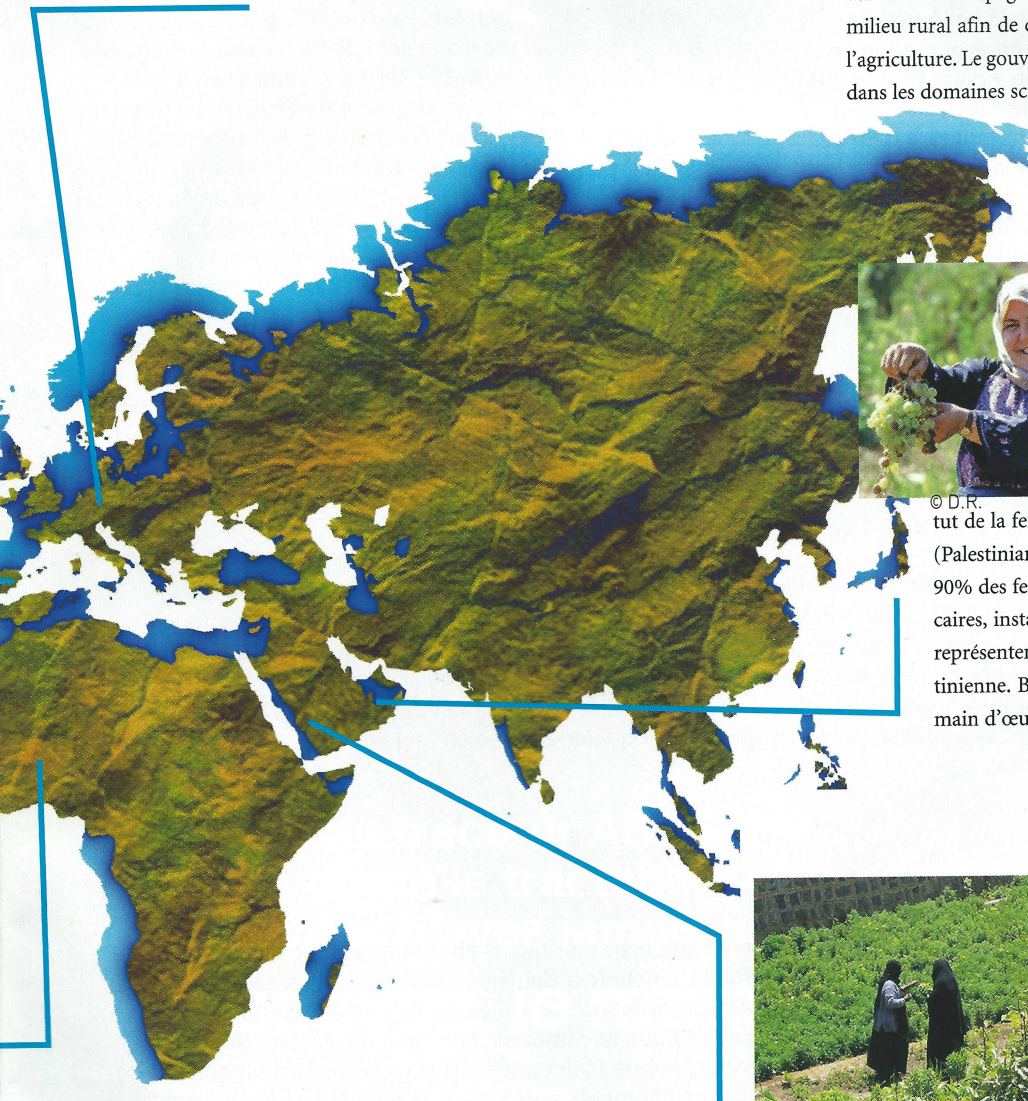 milieu rural afin de
l'agriculture. Le gouv
dans les domaines sc
© D.R.
tut de la fe
(Palestinian
90% des fe
caires, insta
représenten
tinienne. B
main d'œu